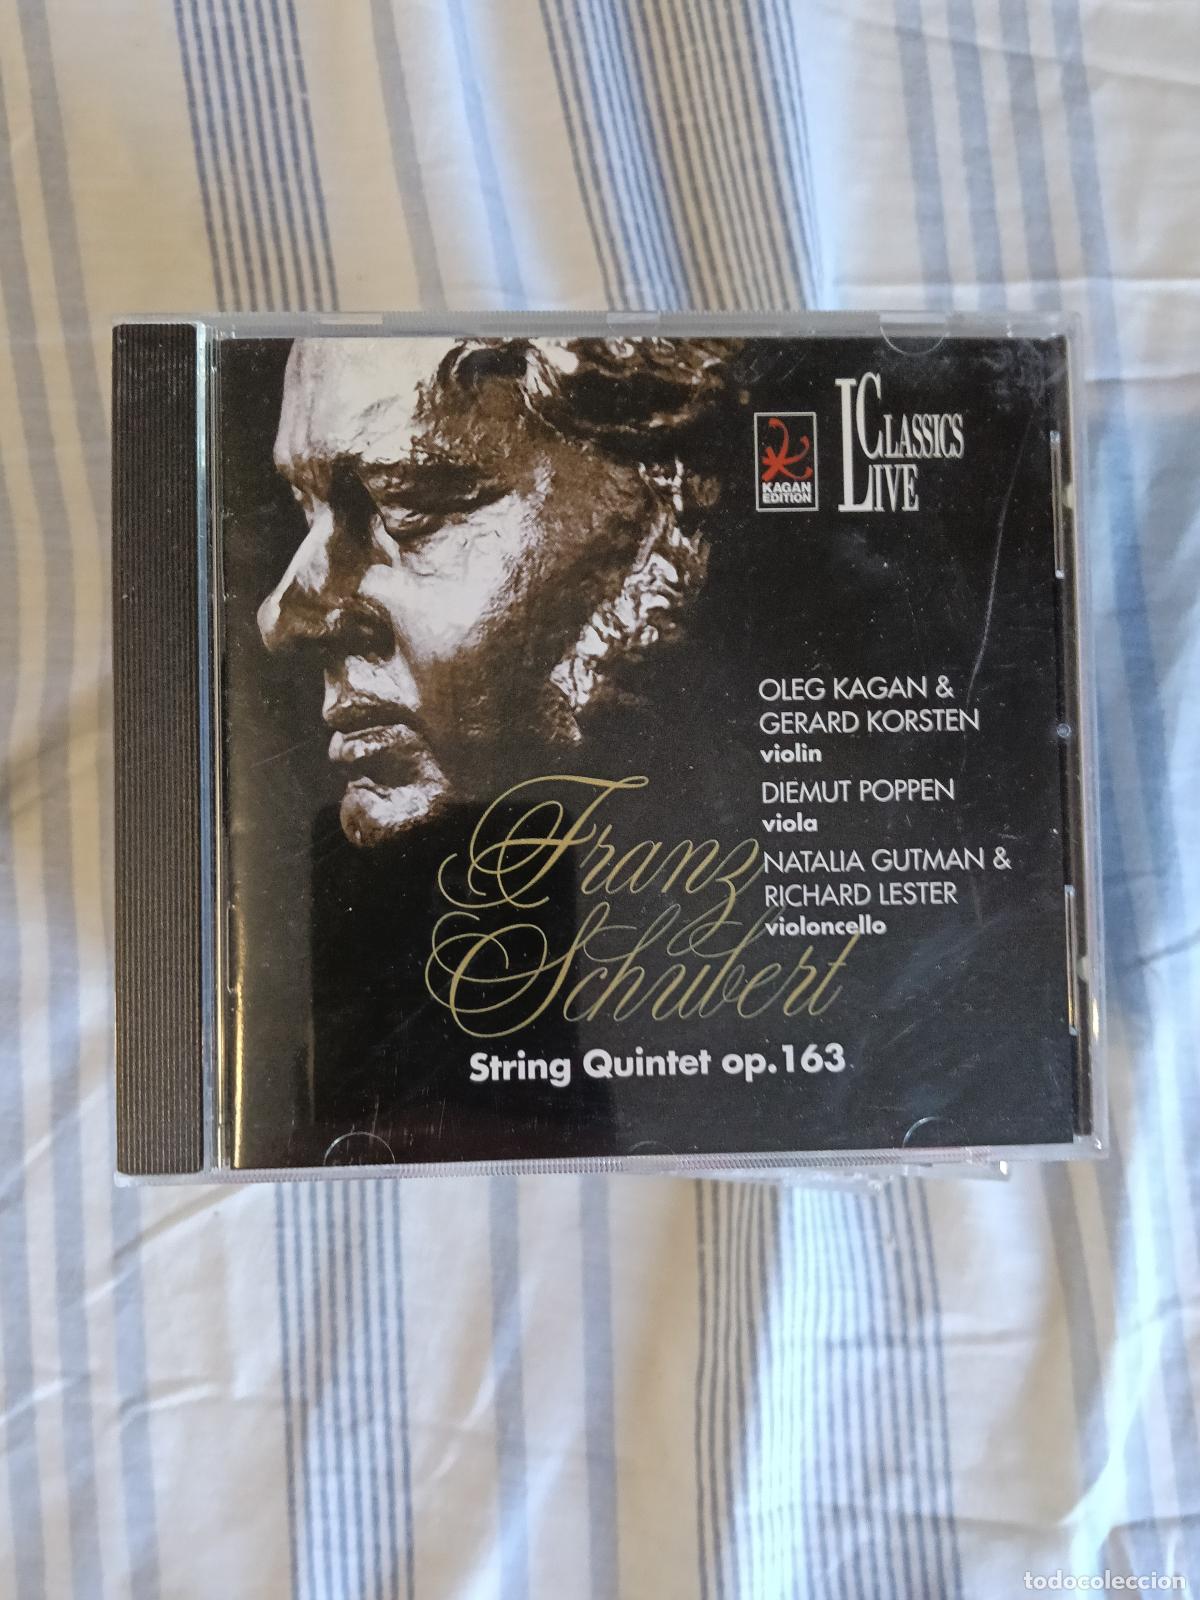 KAGAN
EDITION
CLASSICS
LIVE
OLEG KAGAN &
GERARD KORSTEN
violin
DIEMUT POPPEN
viola
NATALIA GUTMAN &
RICHARD LESTER
violoncello
Franz
Schubert
String Quintet op.163
todocoleccion